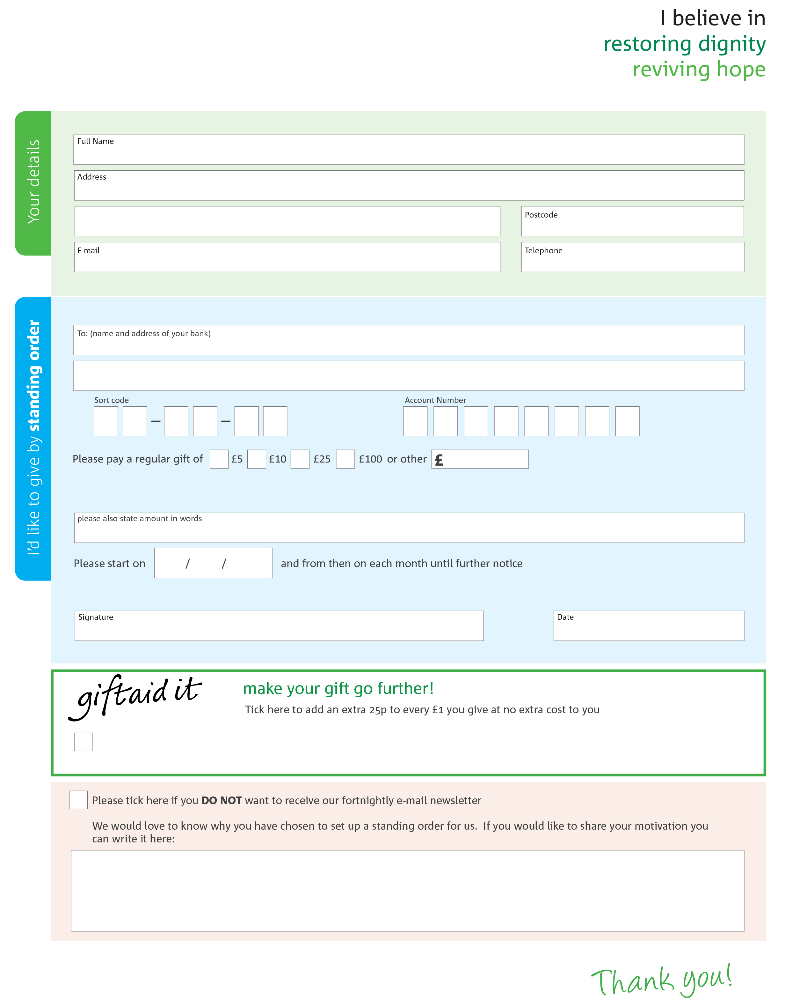 I believe in
restoring dignity
reviving hope
Your details
Full Name
Address
Postcode
E-mail
Telephone
I'd like to give by standing order
To: (name and address of your bank)
Sort code
Account Number
– –
Please pay a regular gift of £5 £10 £25 £100 or other £
please also state amount in words
Please start on / / and from then on each month until further notice
Signature
Date
giftaid it
make your gift go further!
Tick here to add an extra 25p to every £1 you give at no extra cost to you
Please tick here if you DO NOT want to receive our fortnightly e-mail newsletter
We would love to know why you have chosen to set up a standing order for us. If you would like to share your motivation you
can write it here:
Thank you!